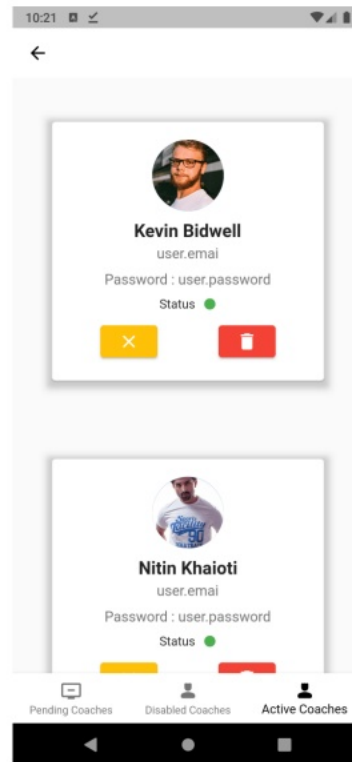 10:21
Kevin Bidwell
user.emai
Password : user.password
Status
Nitin Khaioti
user.emai
Password : user.password
Status
Pending Coaches
Disabled Coaches
Active Coaches